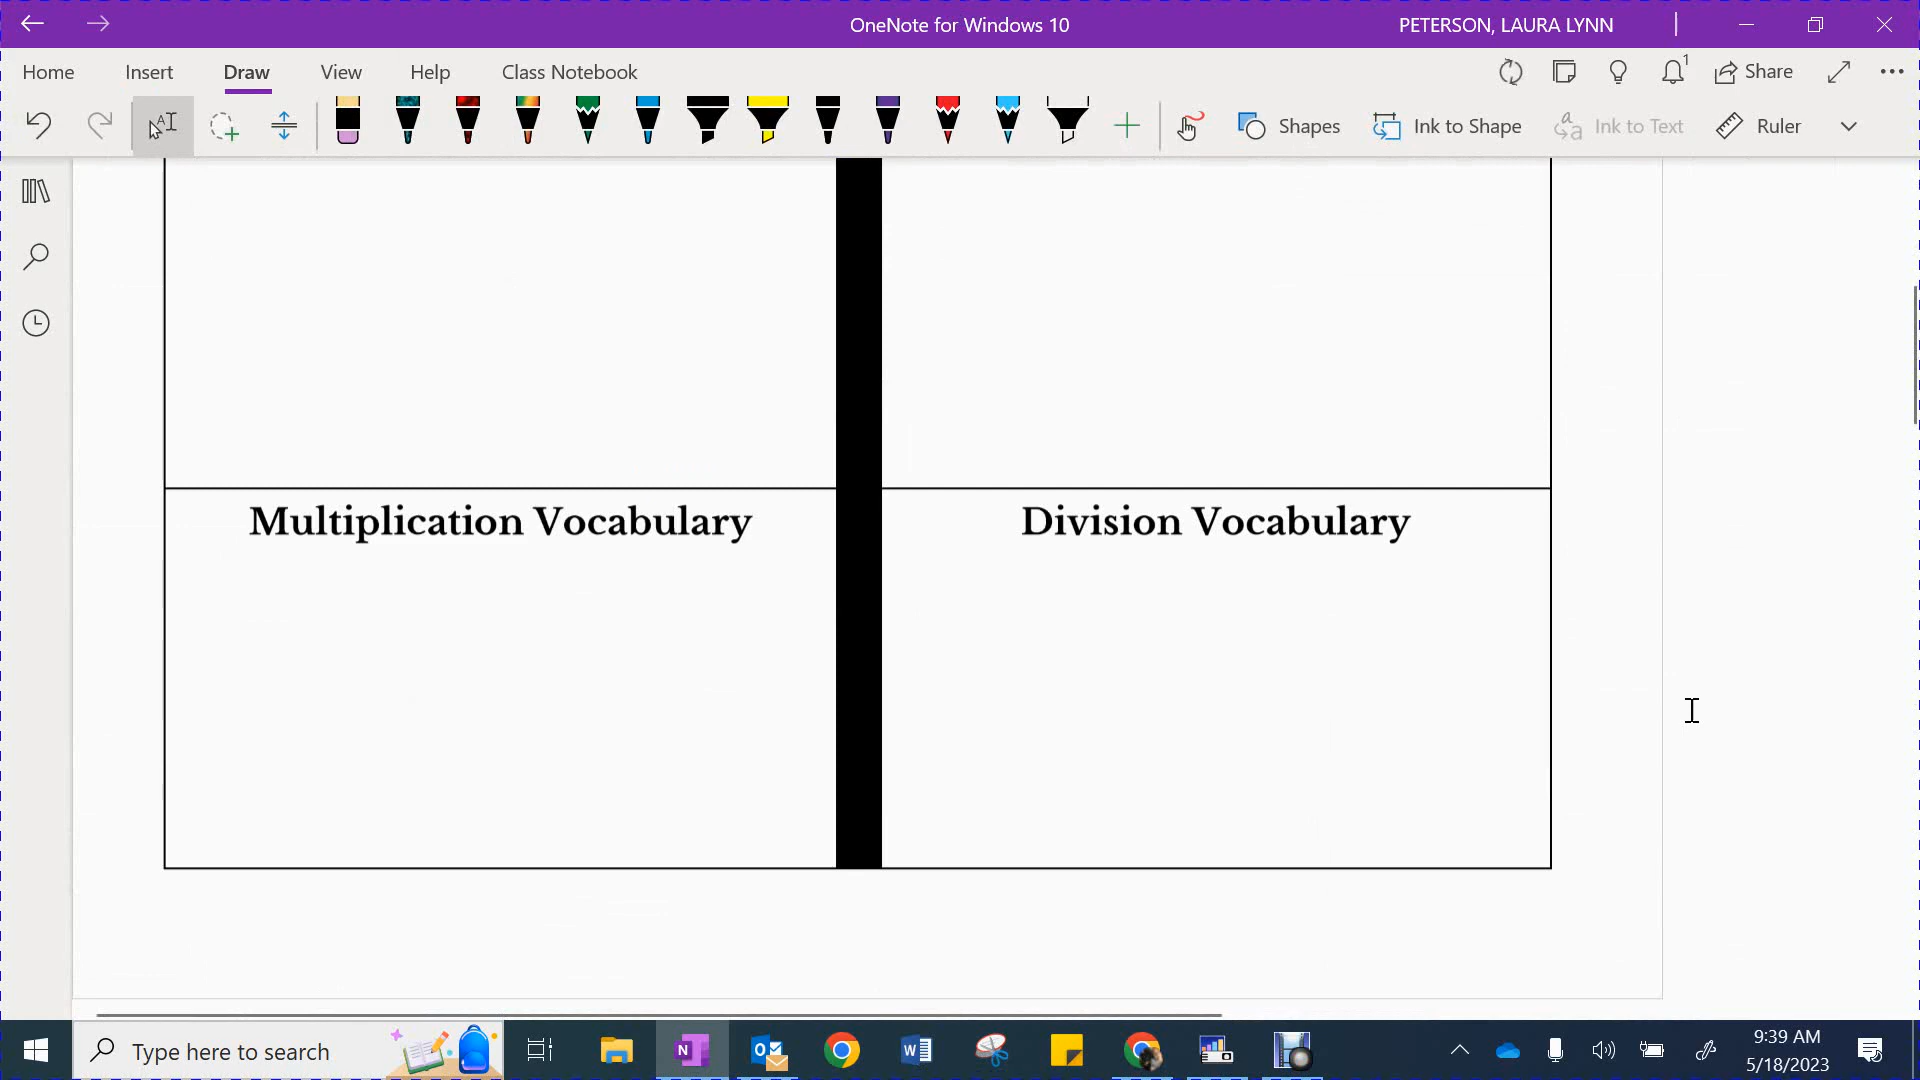 OneNote for Windows 10
PETERSON, LAURA LYNN
Home Insert Draw View Help Class Notebook
1
Share
Shapes Ink to Shape Ink to Text Ruler
Multiplication Vocabulary
Division Vocabulary
Type here to search
9:39 AM
5/18/2023